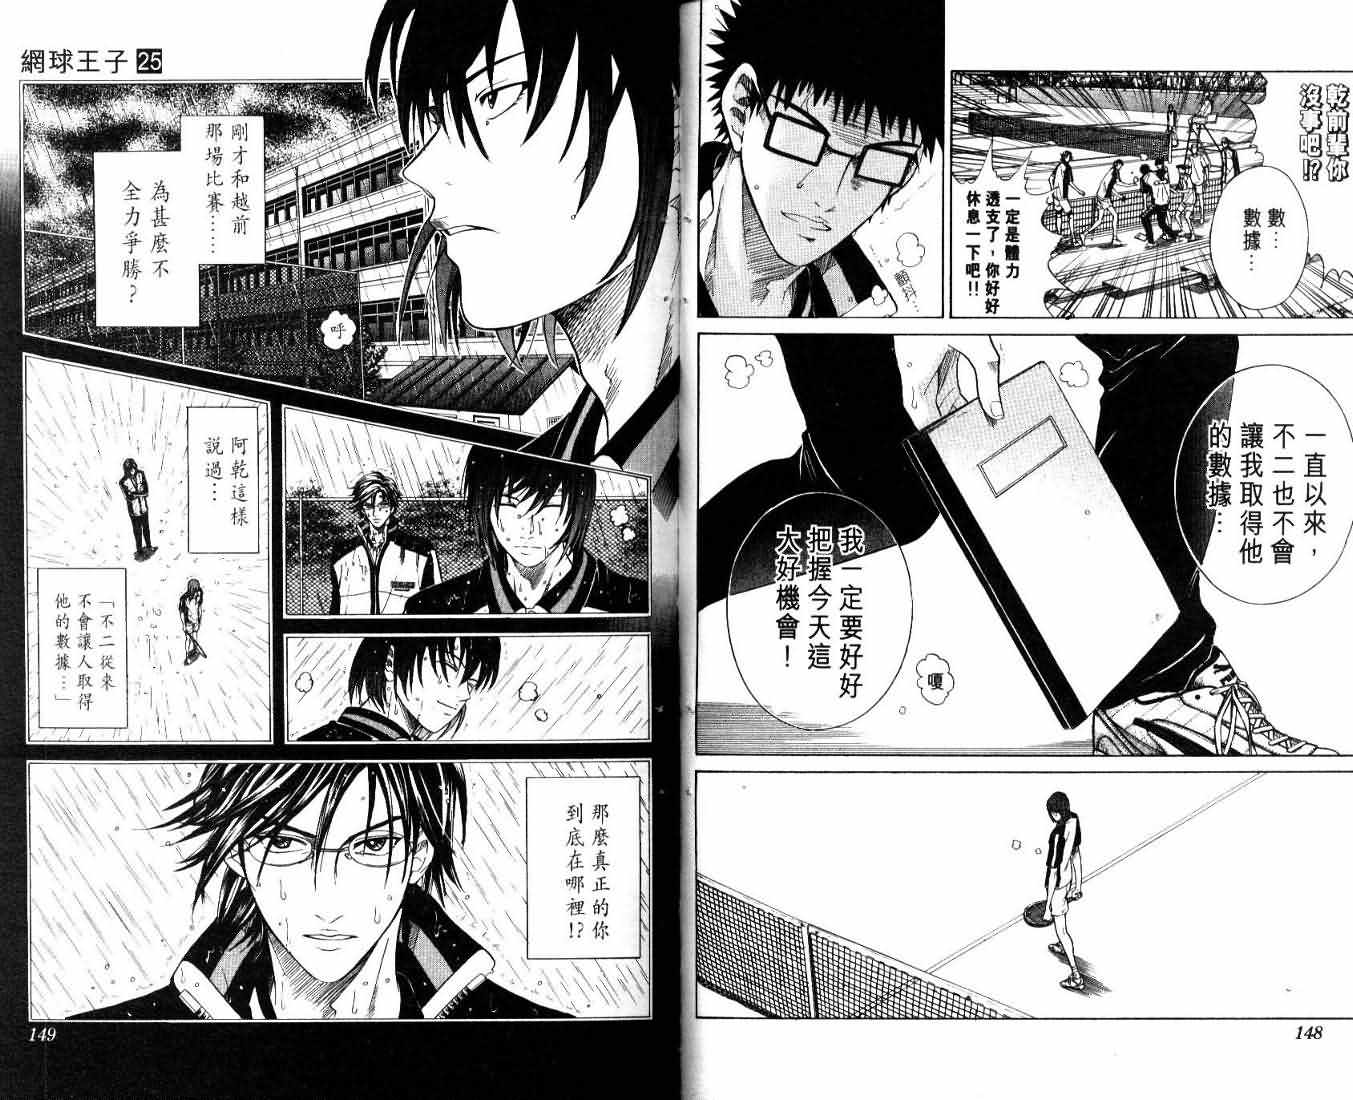 乾前輩你
沒事吧!?
數…
數據…
一定是體力
透支了，你好好
休息一下吧!!
顫抖…
一直以來，
不二也不會
讓我取得他
的數據…
我一定要好好
把握今天這
大好機會！
嗄
148
網球王子 25
剛才和越前
那場比賽……
為甚麼不
全力爭勝？
呼
阿乾這樣
說過…
「不二從來
不會讓人取得
他的數據…」
那麼真正的你
到底在哪裡!?
149